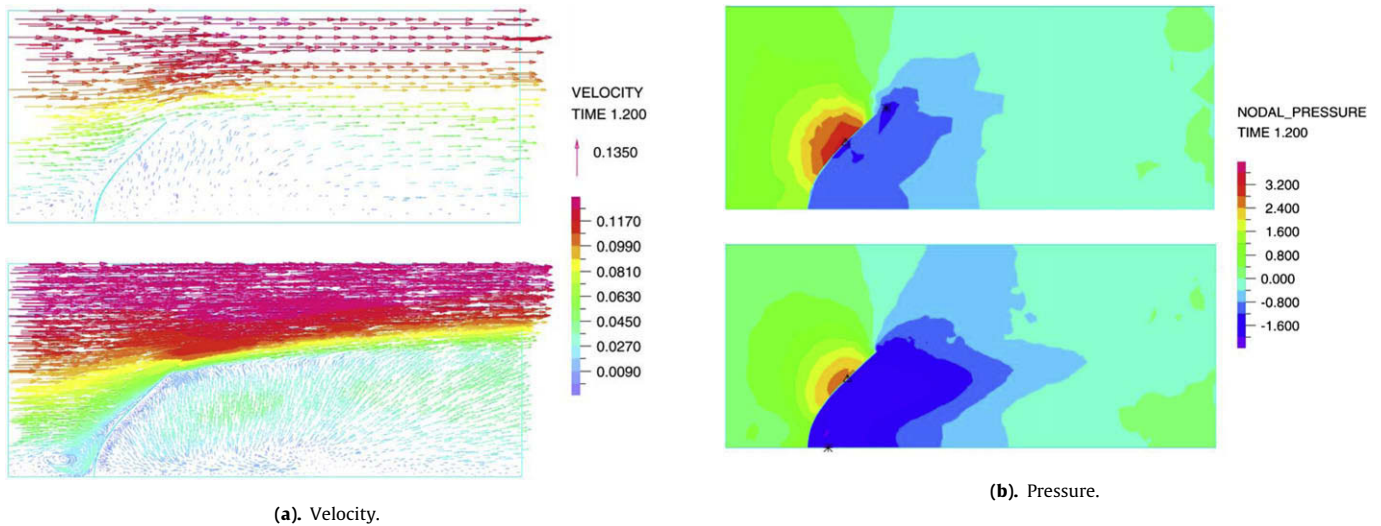 VELOCITY
TIME 1.200
0.1350
0.1170
0.0990
0.0810
0.0630
0.0450
0.0270
0.0090
(a). Velocity.
NODAL_PRESSURE
TIME 1.200
3.200
2.400
1.600
0.800
0.000
-0.800
-1.600
(b). Pressure.